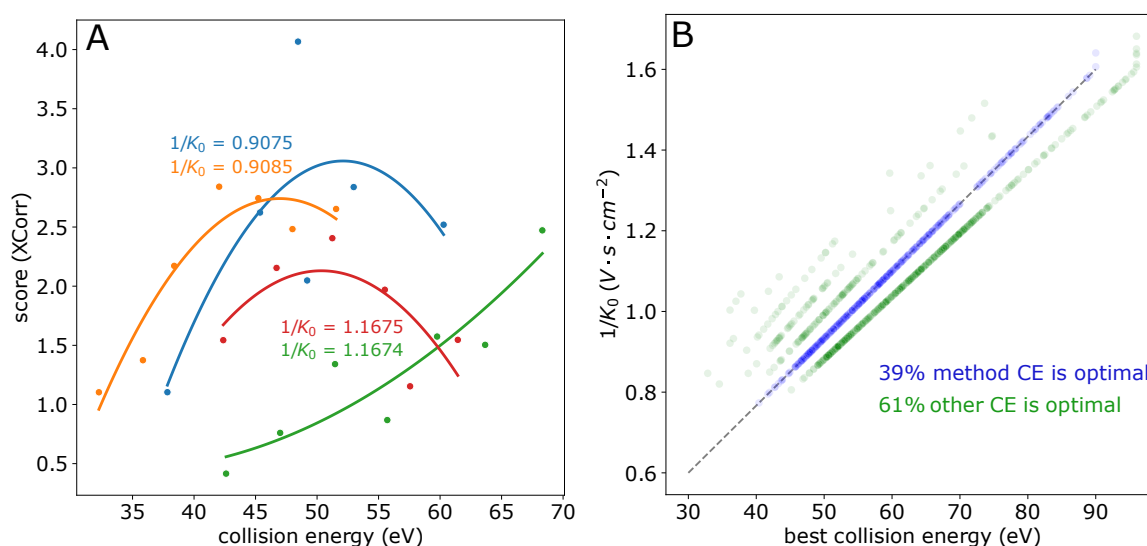 A
4.0
3.5
3.0
2.5
2.0
1.5
1.0
0.5
score (XCorr)
1/K₀ = 0.9075
1/K₀ = 0.9085
1/K₀ = 1.1675
1/K₀ = 1.1674
35 40 45 50 55 60 65 70
collision energy (eV)
B
1.6
1.4
1.2
1.0
0.8
0.6
1/K₀ (V · s · cm⁻²)
39% method CE is optimal
61% other CE is optimal
30 40 50 60 70 80 90
best collision energy (eV)